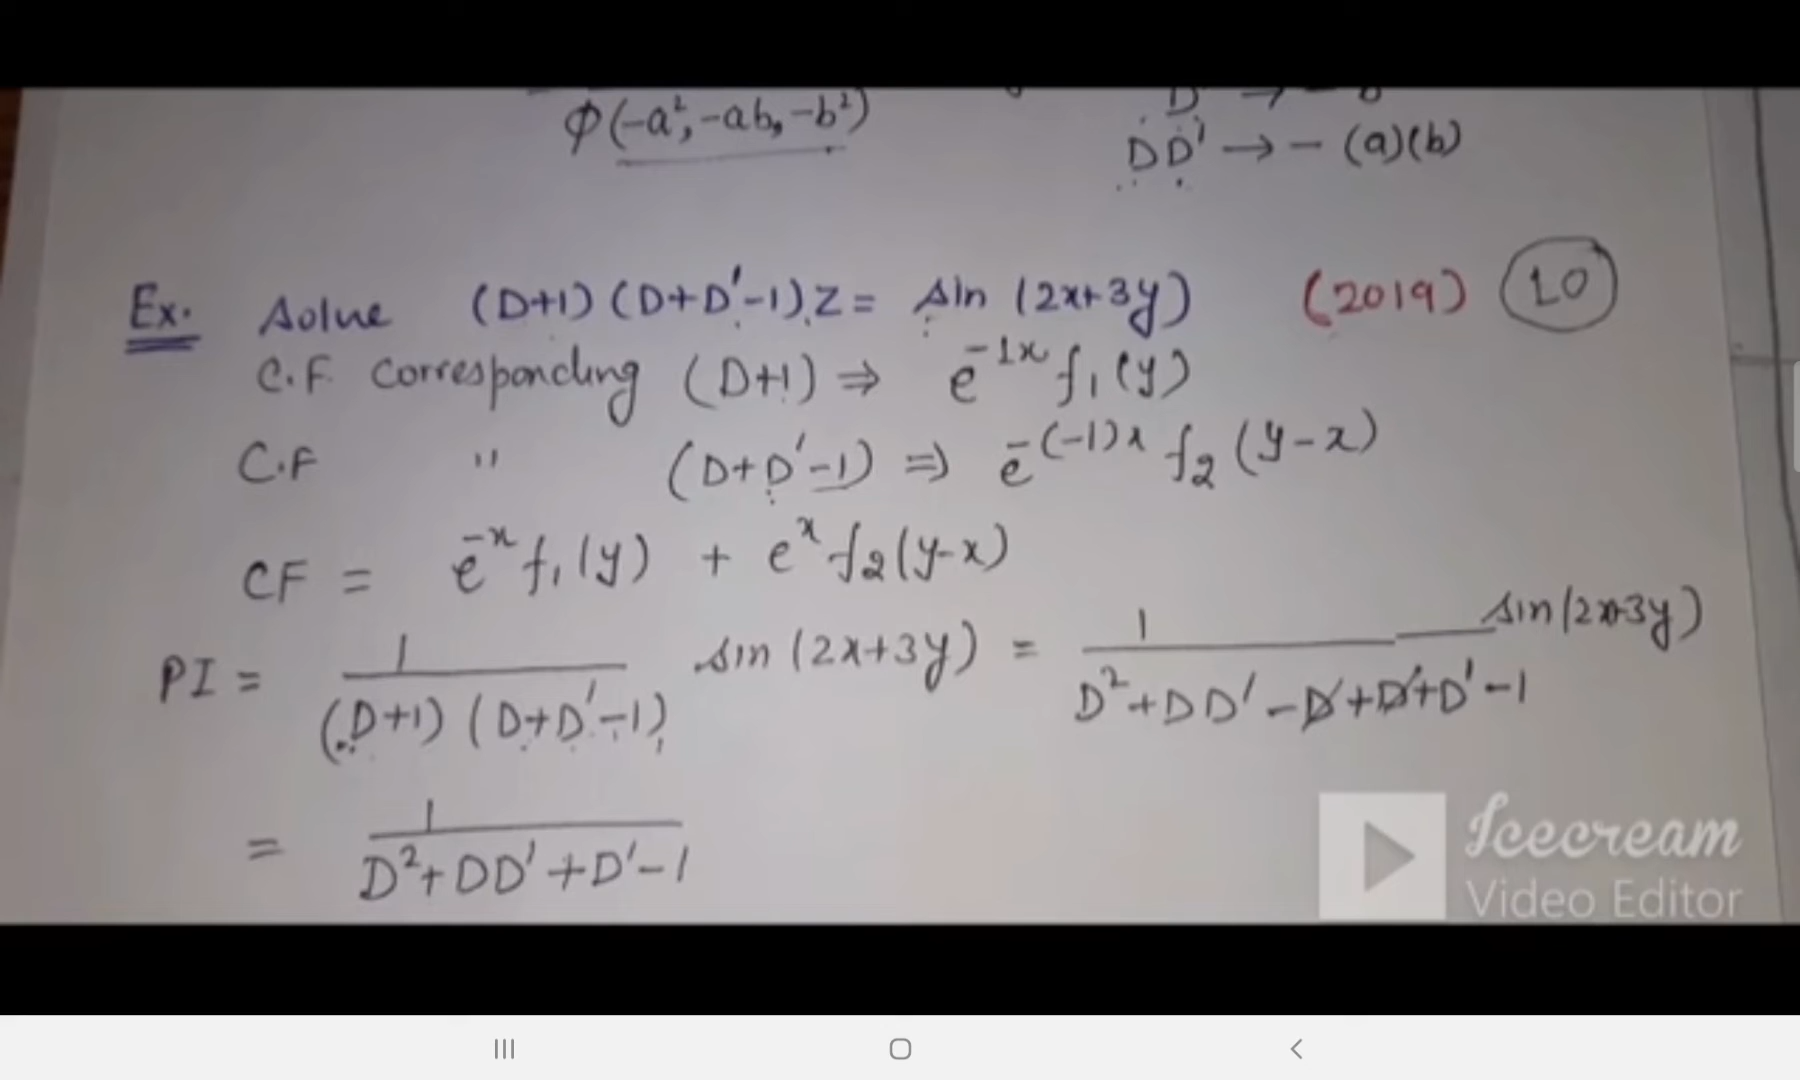 φ(-a², -ab, -b²)
DD' → - (a)(b)
Ex. Solve (D+1) (D+D'-1) Z = sin (2x+3y) (2019) 10
C.F. Corresponding (D+1) ⇒ e^{-1x} f₁(y)
C.F " (D+D'-1) ⇒ e^{-(-1)x} f₂ (y-x)
CF = e^{-x} f₁(y) + e^{x} f₂(y-x)
PI = 1/((D+1) (D+D'-1)) sin (2x+3y) = 1/(D²+DD'-D+D+D'-1) sin(2x+3y)
= 1/(D²+DD'+D'-1)
Icecream
Video Editor